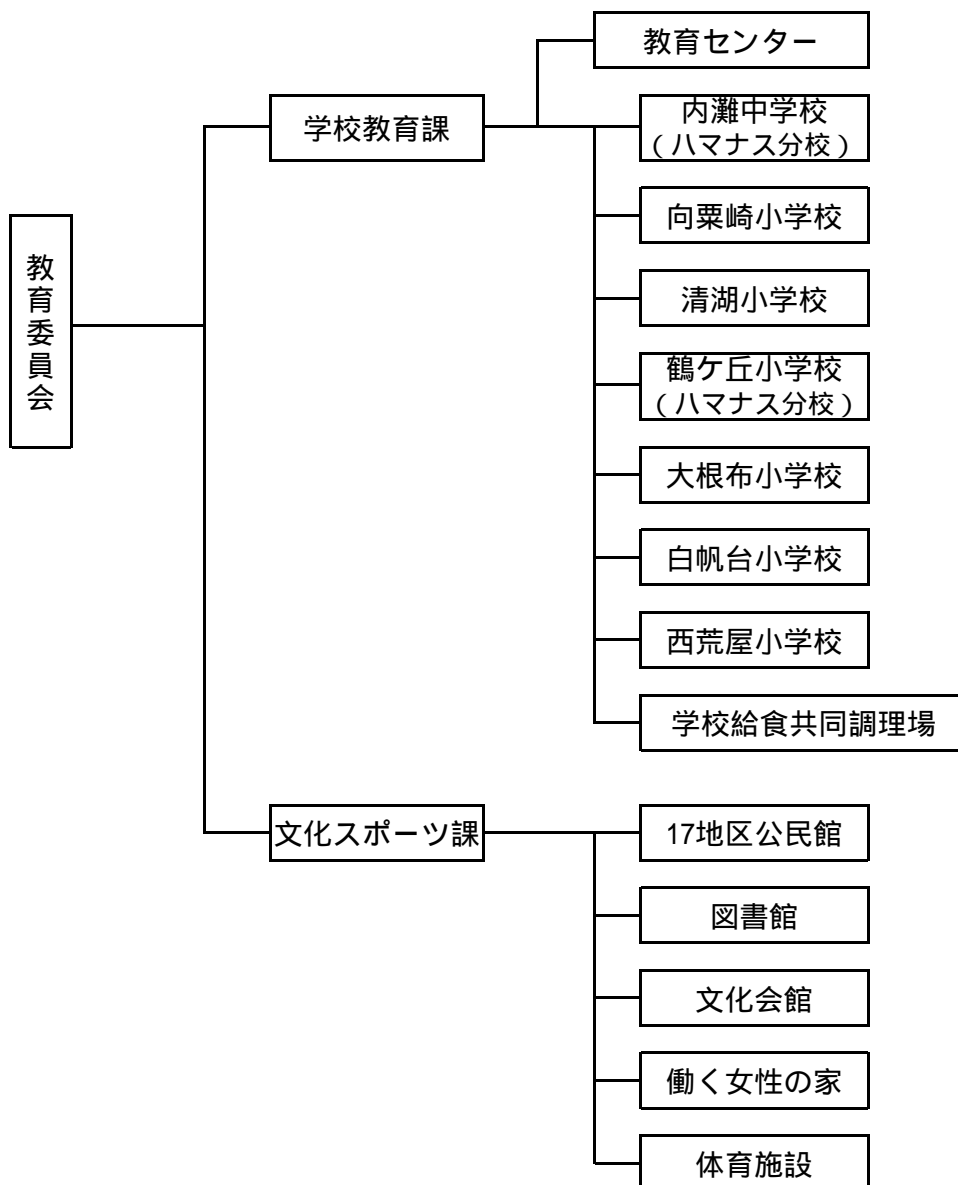 教育委員会
学校教育課
教育センター
内灘中学校
（ハマナス分校）
向粟崎小学校
清湖小学校
鶴ケ丘小学校
（ハマナス分校）
大根布小学校
白帆台小学校
西荒屋小学校
学校給食共同調理場
文化スポーツ課
17地区公民館
図書館
文化会館
働く女性の家
体育施設